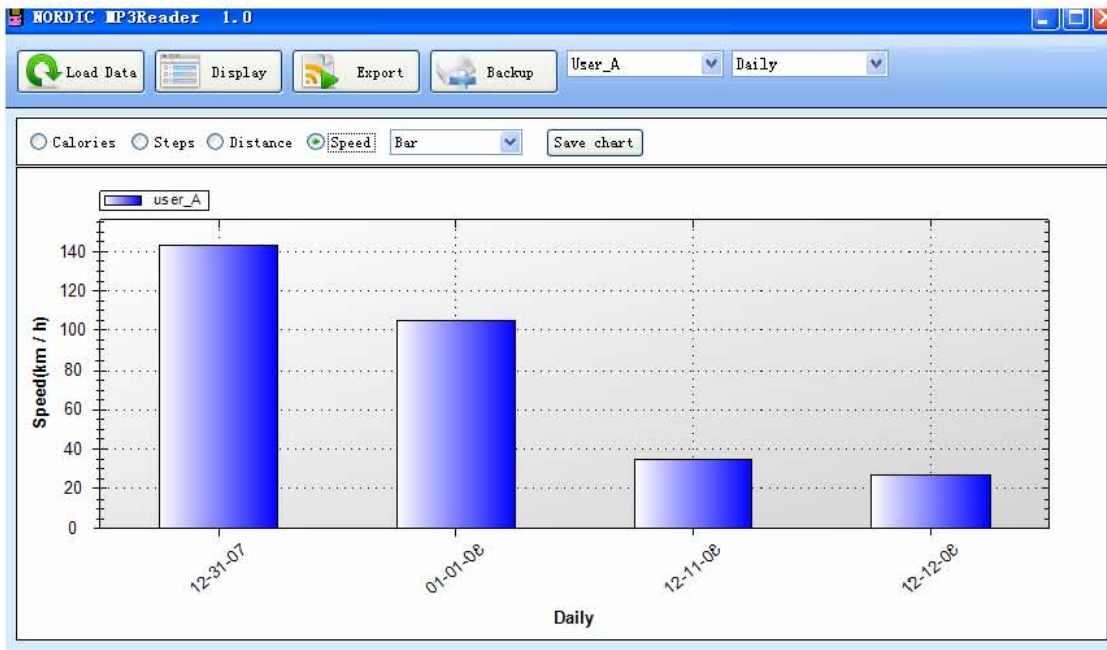 NORDIC MP3Reader 1.0
Load Data Display Export Backup User_A Daily
Calories Steps Distance Speed Bar Save chart
user_A
140
120
100
80
60
40
20
0
Speed(km / h)
12-31-07 01-01-08 12-11-08 12-12-08
Daily